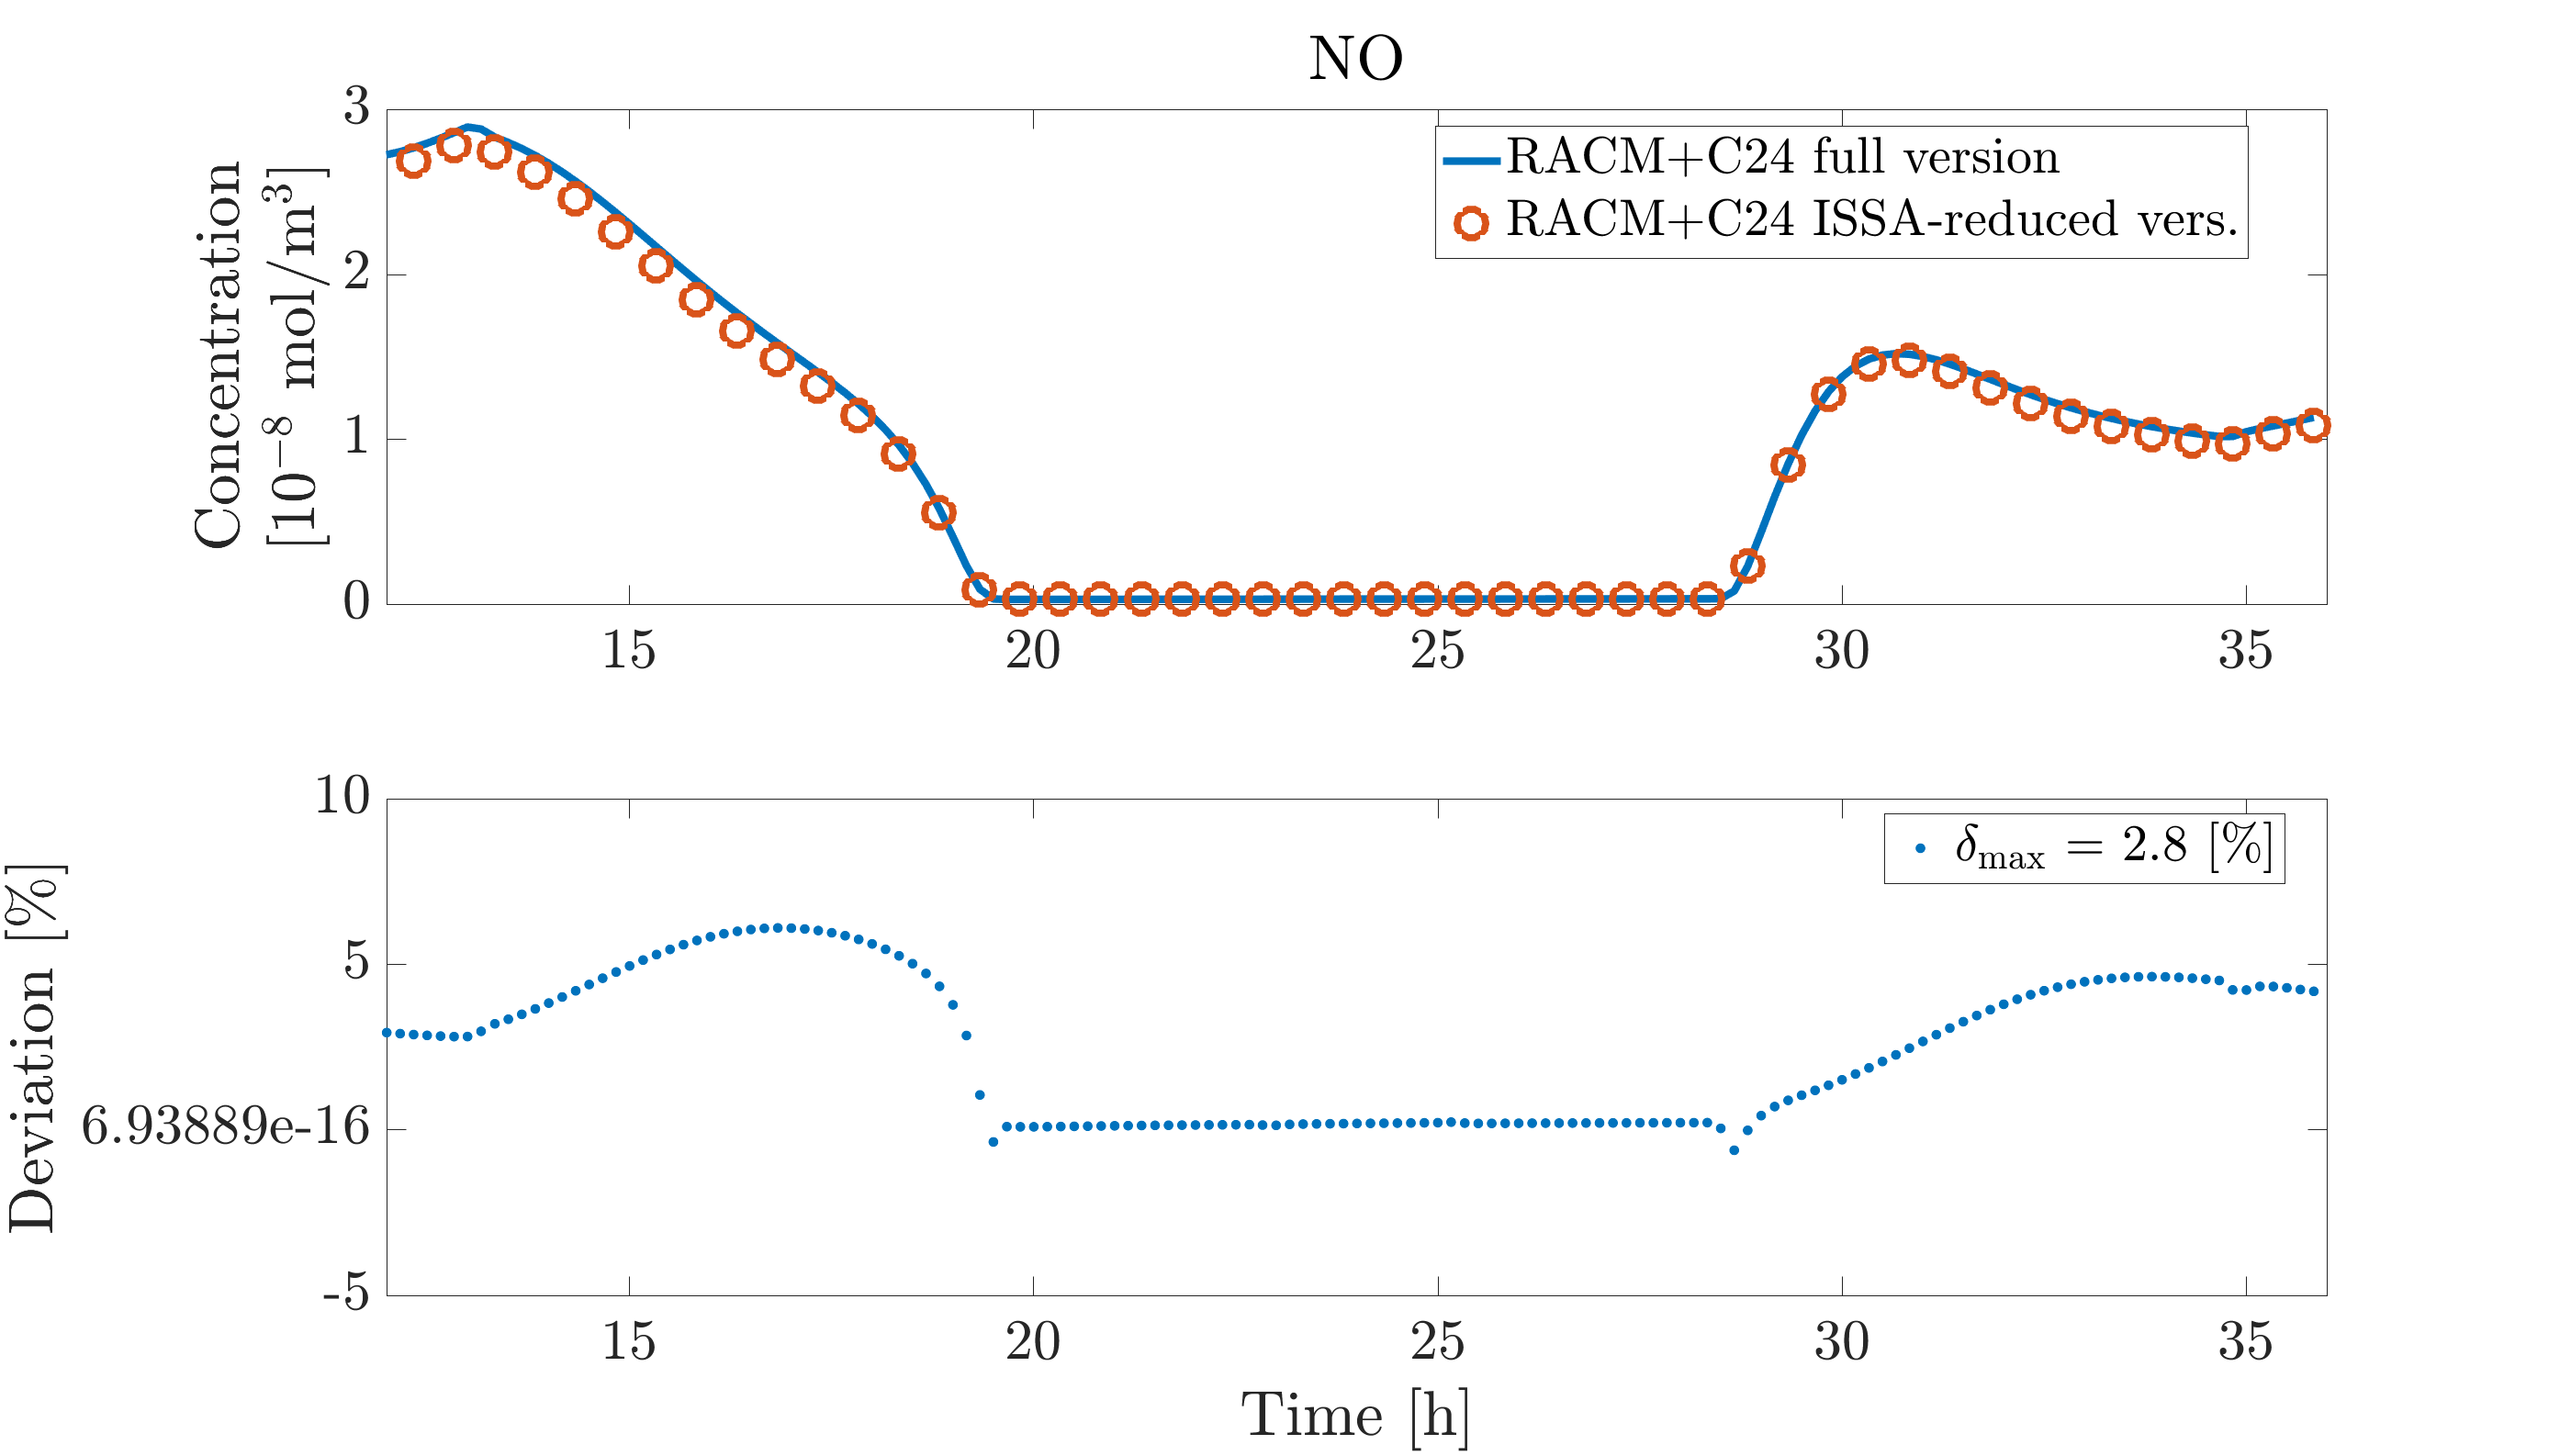 NO
Concentration
[10⁻⁸ mol/m³]
3
2
1
0
RACM+C24 full version
RACM+C24 ISSA-reduced vers.
15 20 25 30 35
Deviation [%]
10
5
6.93889e-16
-5
δmax = 2.8 [%]
15 20 25 30 35
Time [h]